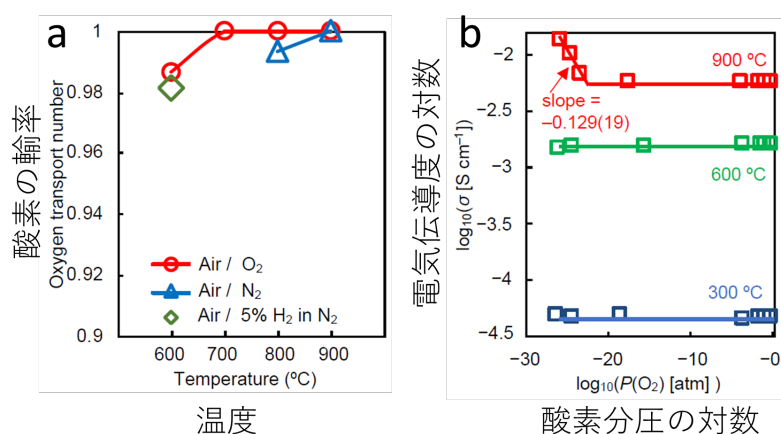 a
酸素の輸率
Oxygen transport number
1
0.98
0.96
0.94
0.92
0.9
Air / O2
Air / N2
Air / 5% H2 in N2
600
700
800
900
Temperature (ºC)
温度
b
電気伝導度の対数
log10(σ [S cm⁻¹])
−2
−2.5
−3
−3.5
−4
−4.5
900 ºC
slope =
−0.129(19)
600 ºC
300 ºC
−30
−20
−10
−0
log10(P(O2) [atm] )
酸素分圧の対数